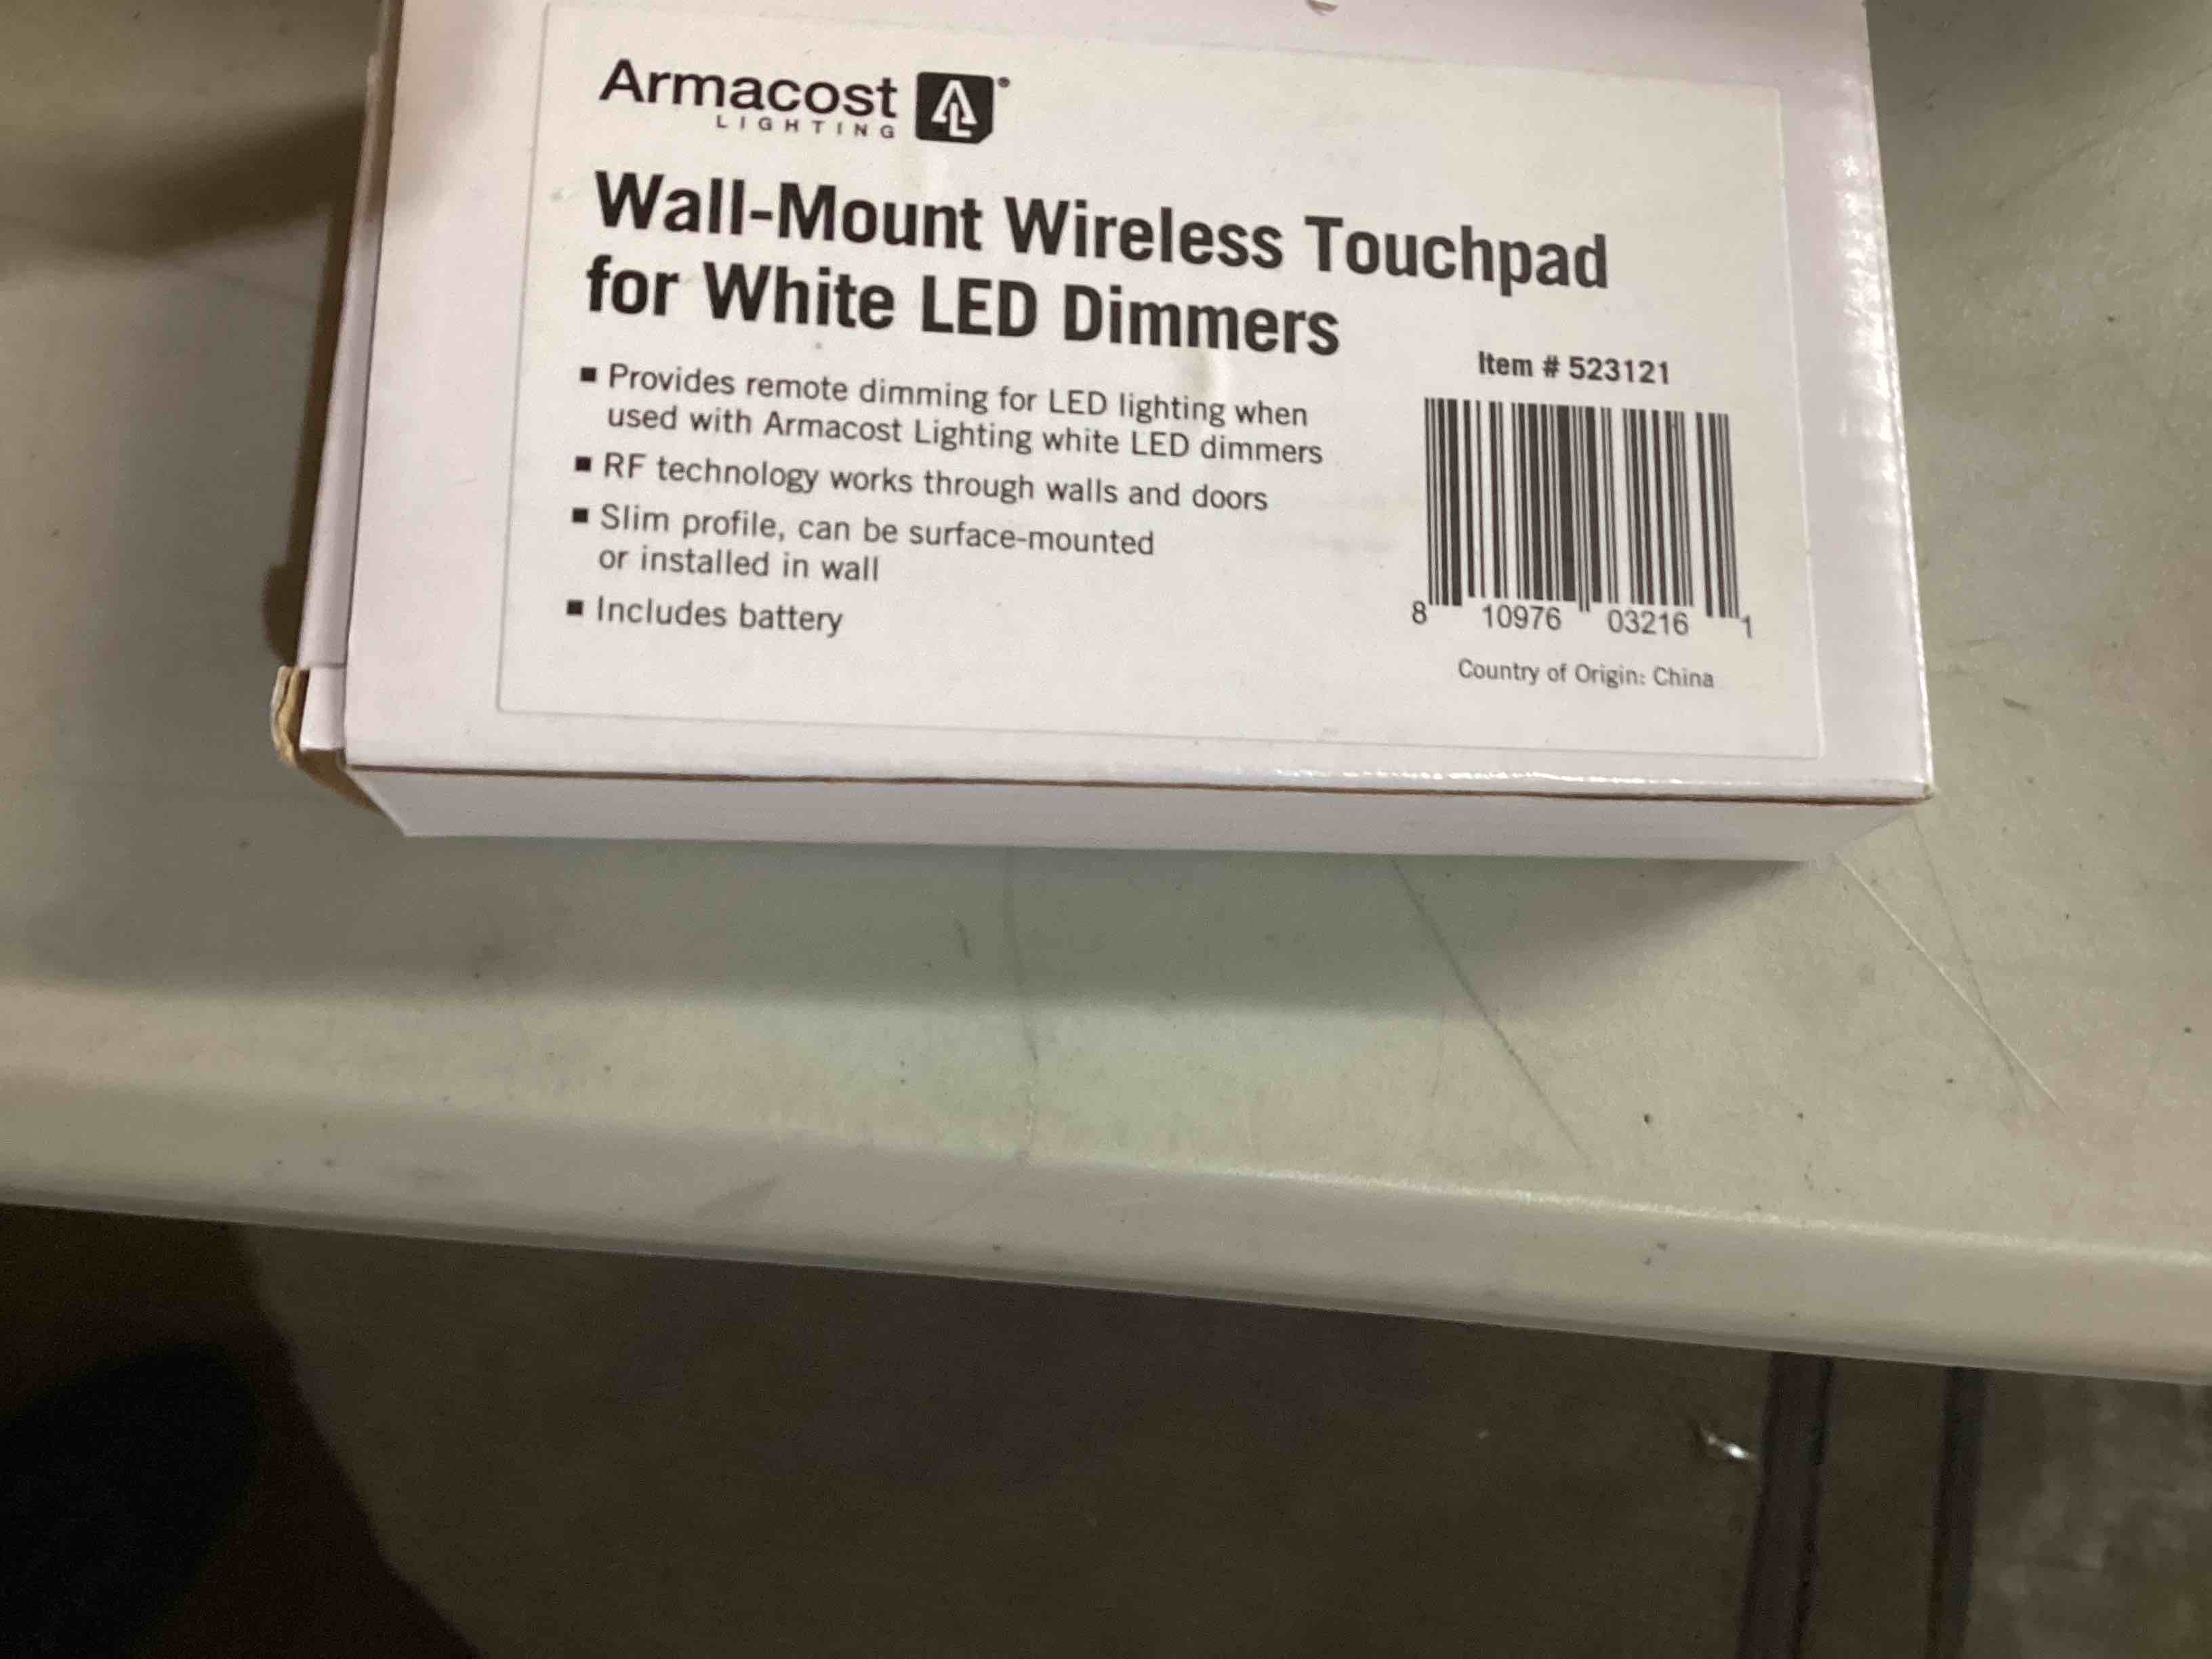 Armacost
LIGHTING
Wall-Mount Wireless Touchpad
for White LED Dimmers
▪ Provides remote dimming for LED lighting when
used with Armacost Lighting white LED dimmers
▪ RF technology works through walls and doors
▪ Slim profile, can be surface-mounted
or installed in wall
▪ Includes battery
Item # 523121
8 10976 03216 1
Country of Origin: China